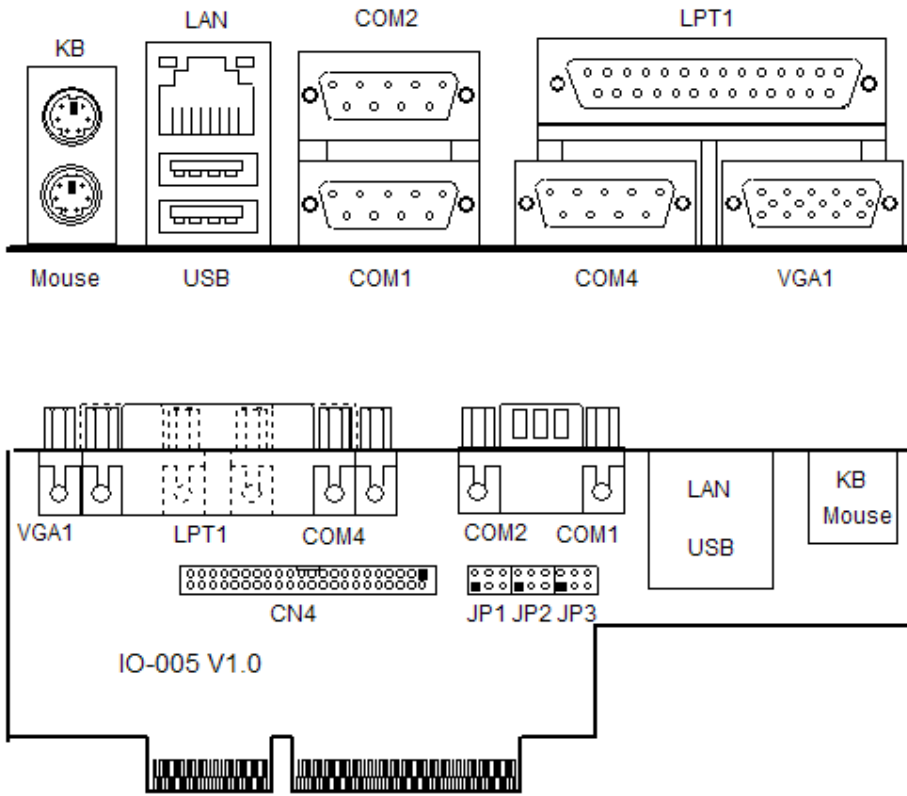 KB LAN COM2 LPT1
Mouse USB COM1 COM4 VGA1
VGA1 LPT1 COM4 COM2 COM1 LAN USB KB Mouse
CN4 JP1 JP2 JP3
IO-005 V1.0